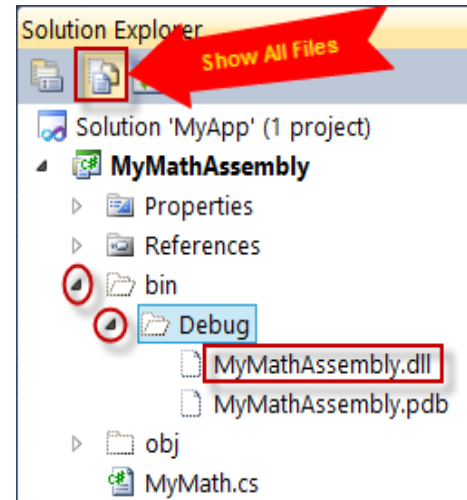 Solution Explorer
Show All Files
Solution 'MyApp' (1 project)
C# MyMathAssembly
Properties
References
bin
Debug
MyMathAssembly.dll
MyMathAssembly.pdb
obj
C# MyMath.cs